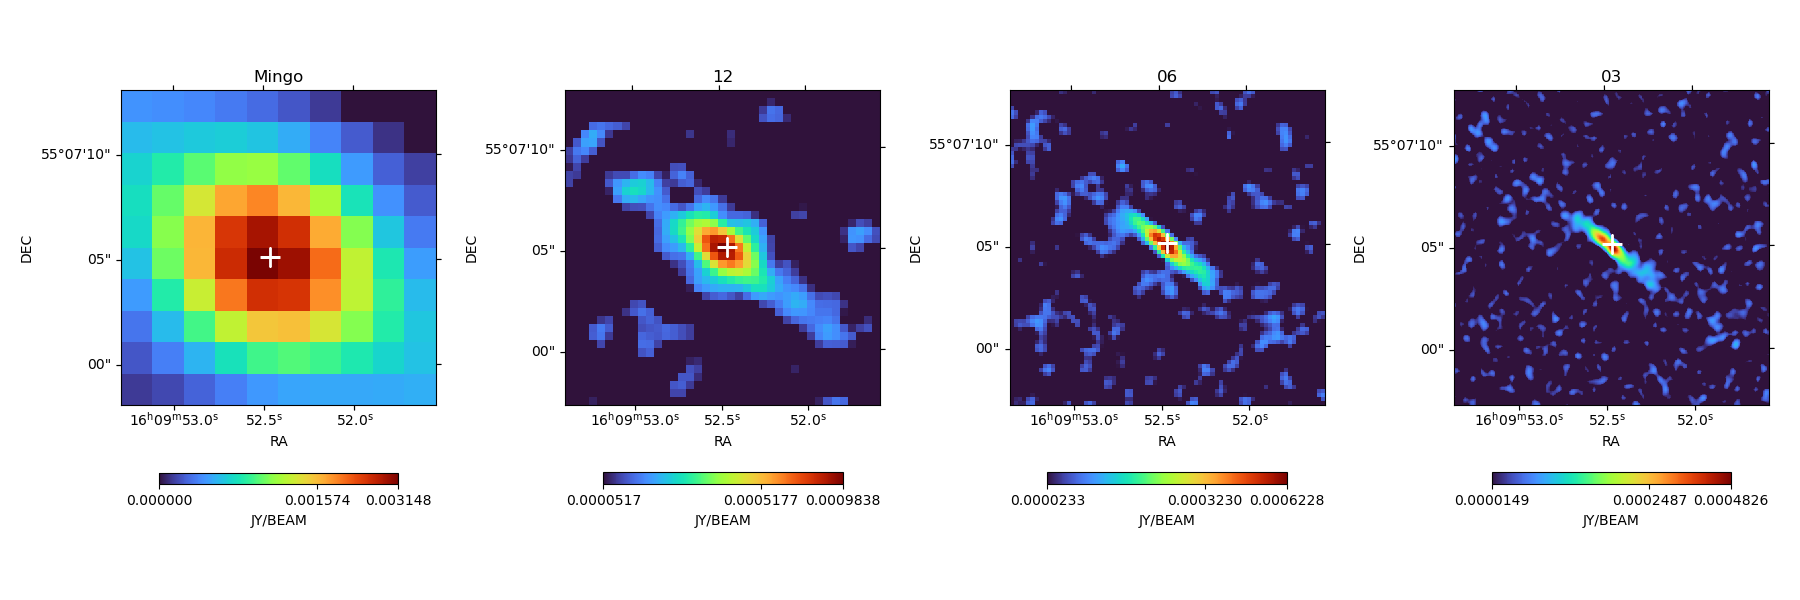 Mingo
55°07'10"
05"
00"
DEC
16h09m53.0s 52.5s 52.0s
RA
0.0000000 0.001574 0.003148
JY/BEAM
12
55°07'10"
05"
00"
DEC
16h09m53.0s 52.5s 52.0s
RA
0.0000517 0.0005177 0.0009838
JY/BEAM
06
55°07'10"
05"
00"
DEC
16h09m53.0s 52.5s 52.0s
RA
0.0000233 0.0003230 0.0006228
JY/BEAM
03
55°07'10"
05"
00"
DEC
16h09m53.0s 52.5s 52.0s
RA
0.0000149 0.0002487 0.0004826
JY/BEAM